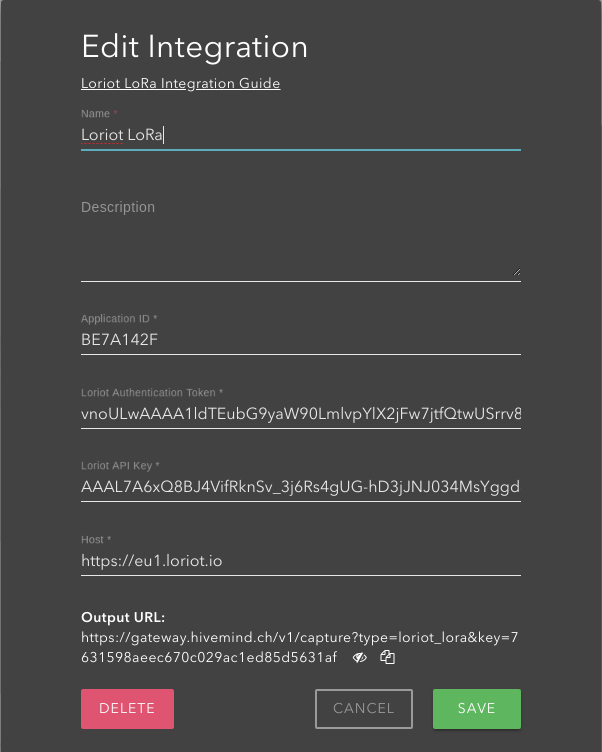 Edit Integration
Loriot LoRa Integration Guide
Name *
Loriot LoRa
Description
Application ID *
BE7A142F
Loriot Authentication Token *
vnoULwAAAA1ldTEubG9yaW90LmlvpYlX2jFw7jtfQtwUSrrv8
Loriot API Key *
AAAL7A6xQ8BJ4VifRknSv_3j6Rs4gUG-hD3jJNJ034MsYggd
Host *
https://eu1.loriot.io
Output URL:
https://gateway.hivemind.ch/v1/capture?type=loriot_lora&key=7
631598aeec670c029ac1ed85d5631af
DELETE
CANCEL
SAVE